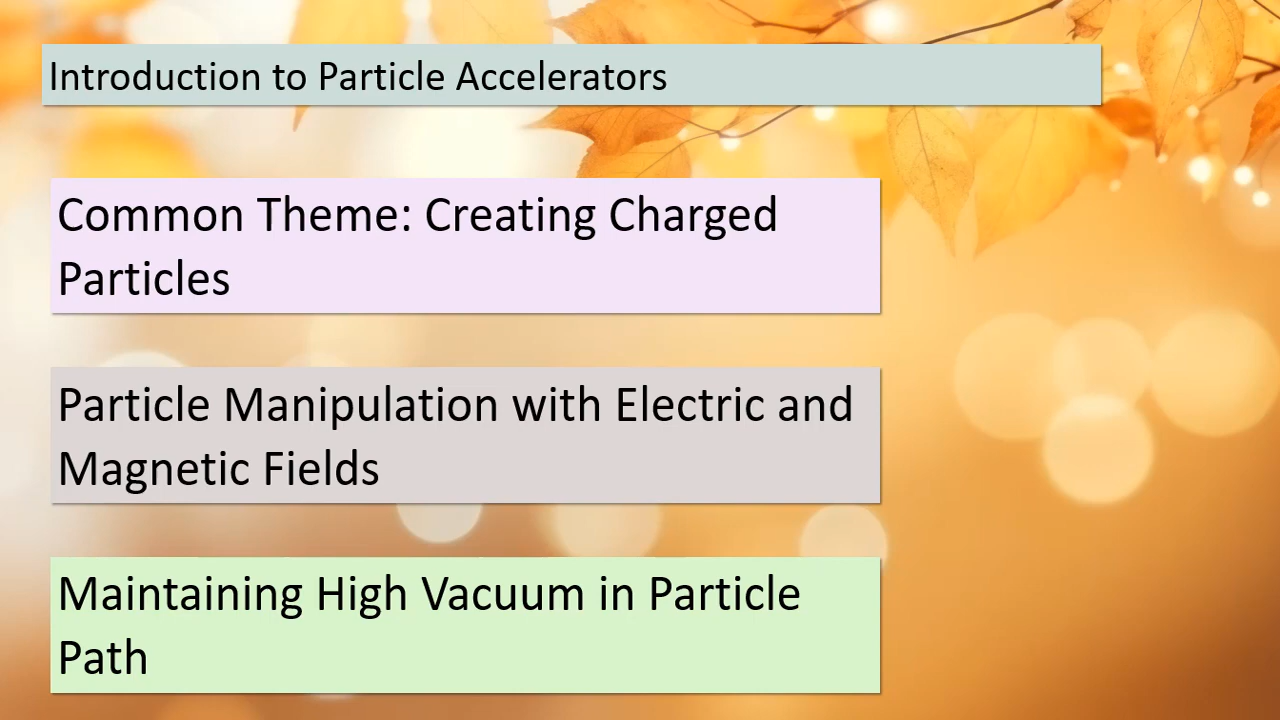 Introduction to Particle Accelerators
Common Theme: Creating Charged
Particles
Particle Manipulation with Electric and
Magnetic Fields
Maintaining High Vacuum in Particle
Path